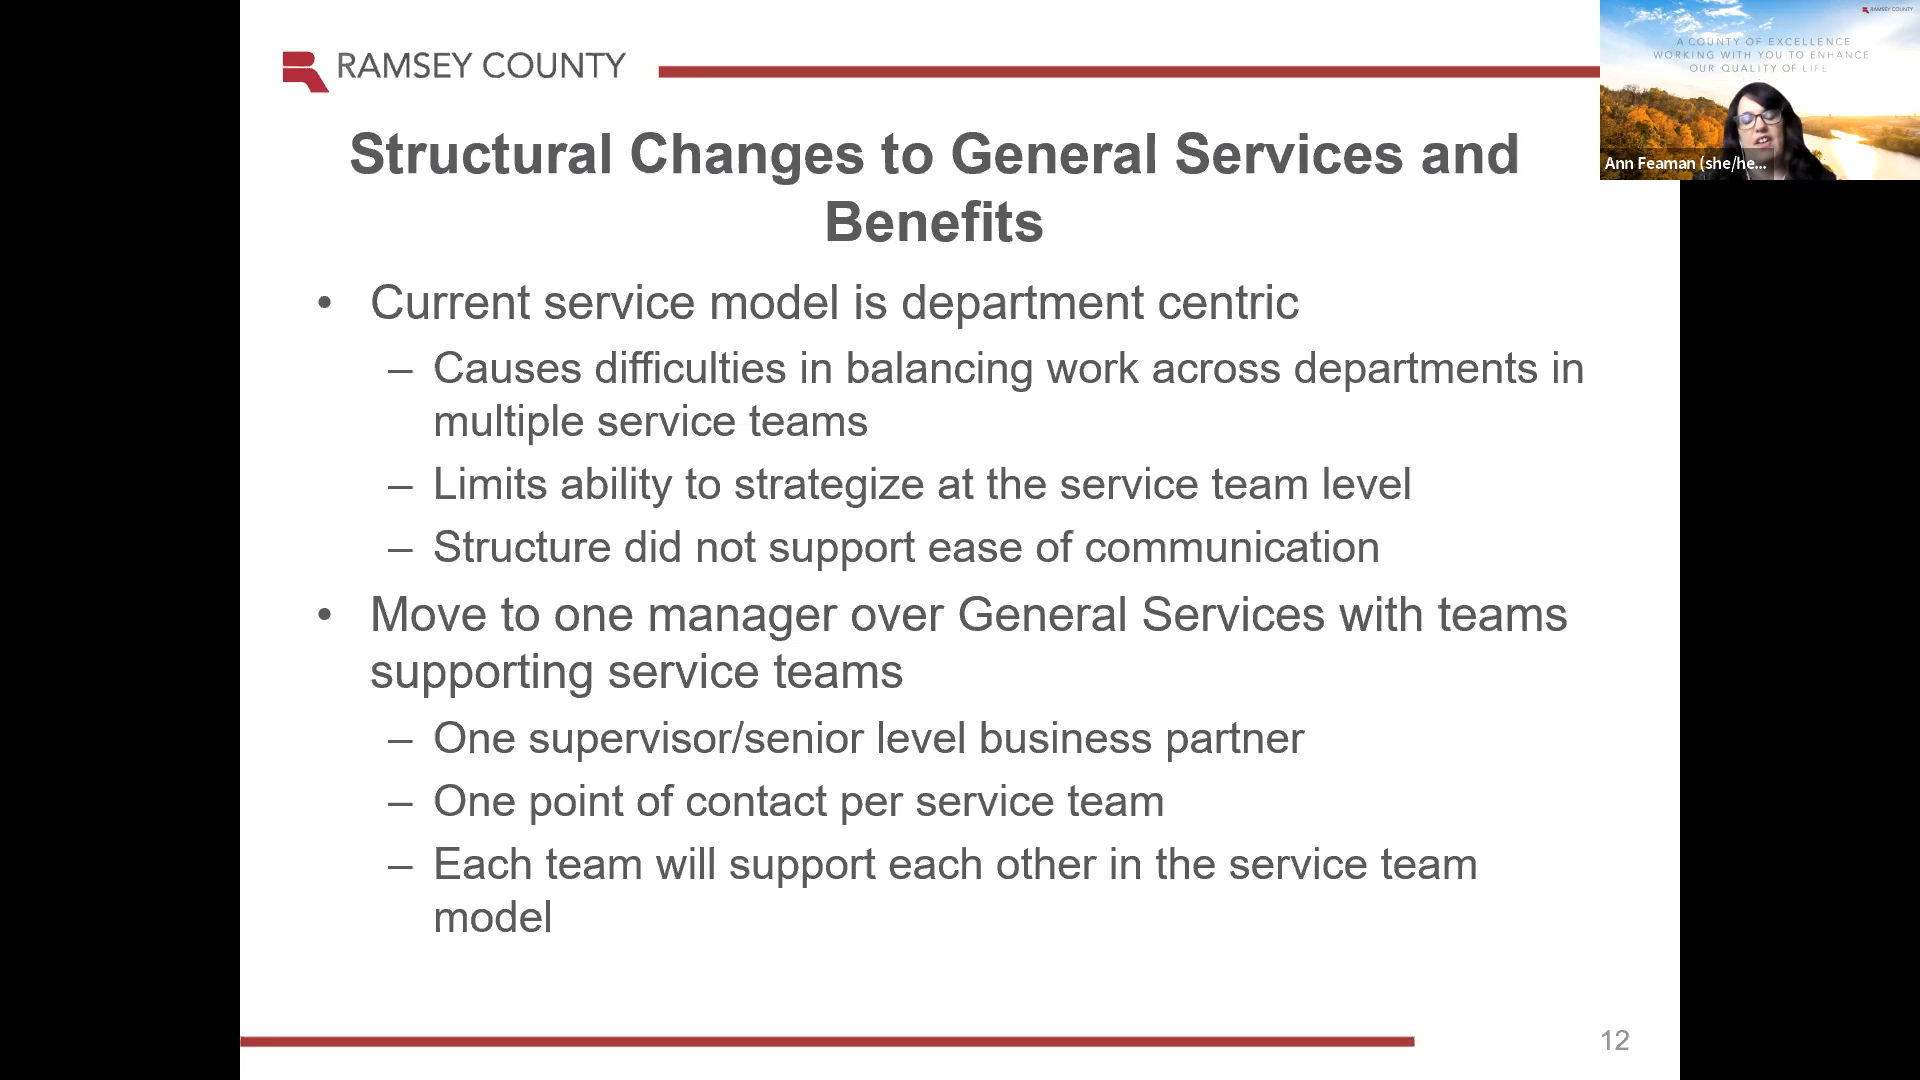 RAMSEY COUNTY
RAMSEY COUNTY
A COUNTY OF EXCELLENCE
WORKING WITH YOU TO ENHANCE
OUR QUALITY OF LIFE
Ann Feaman (she/he...
Structural Changes to General Services and
Benefits
• Current service model is department centric
– Causes difficulties in balancing work across departments in
multiple service teams
– Limits ability to strategize at the service team level
– Structure did not support ease of communication
• Move to one manager over General Services with teams
supporting service teams
– One supervisor/senior level business partner
– One point of contact per service team
– Each team will support each other in the service team
model
12